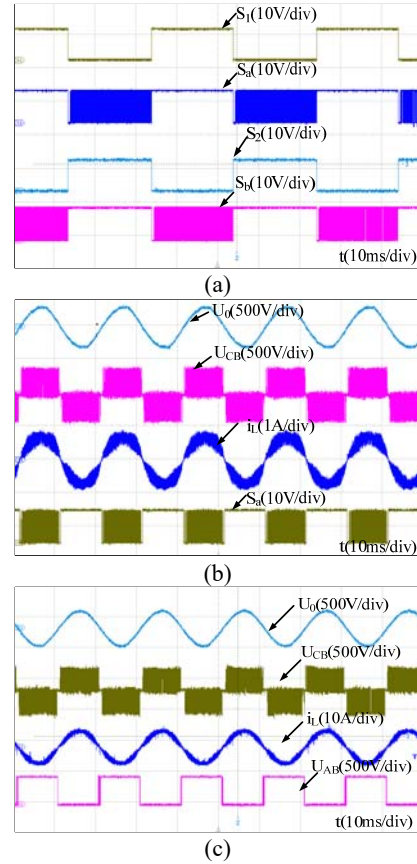 S1(10V/div)
Sa(10V/div)
S2(10V/div)
Sb(10V/div)
t(10ms/div)
(a)
U0(500V/div)
UCB(500V/div)
iL(1A/div)
Sa(10V/div)
t(10ms/div)
(b)
U0(500V/div)
UCB(500V/div)
iL(10A/div)
UAB(500V/div)
t(10ms/div)
(c)